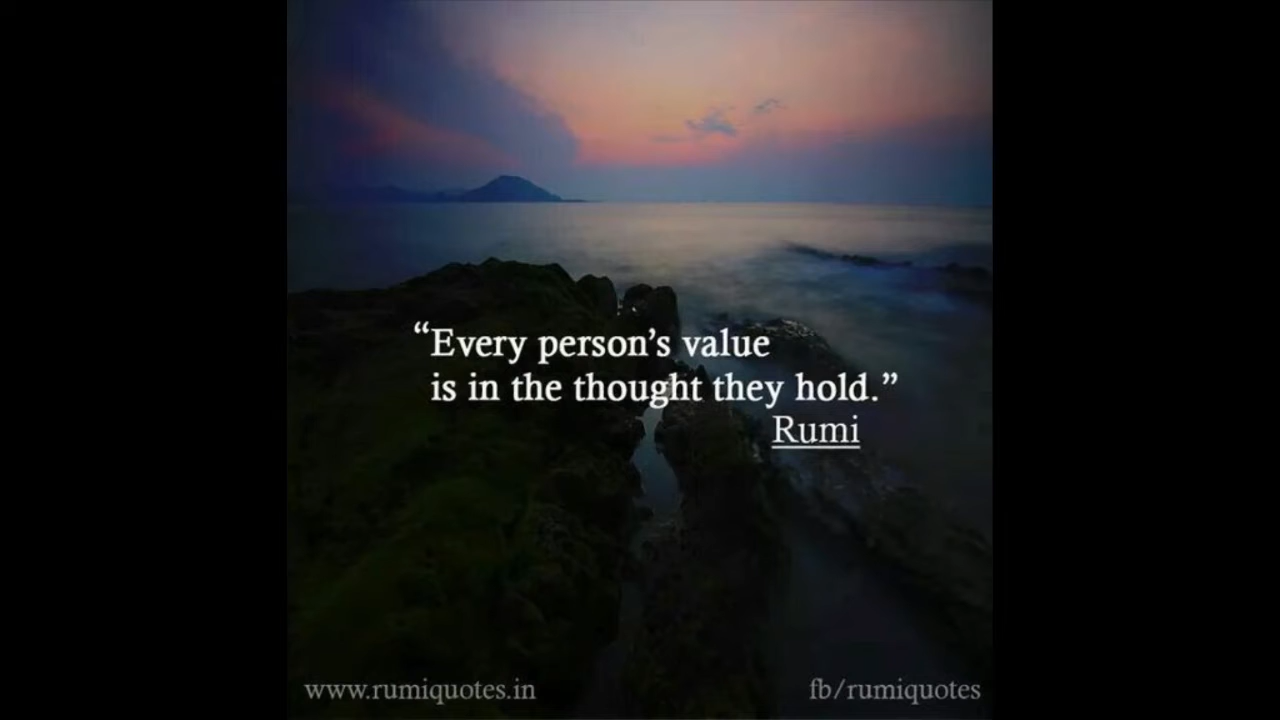 “Every person’s value
is in the thought they hold.”
Rumi
www.rumiquotes.in
fb/rumiquotes